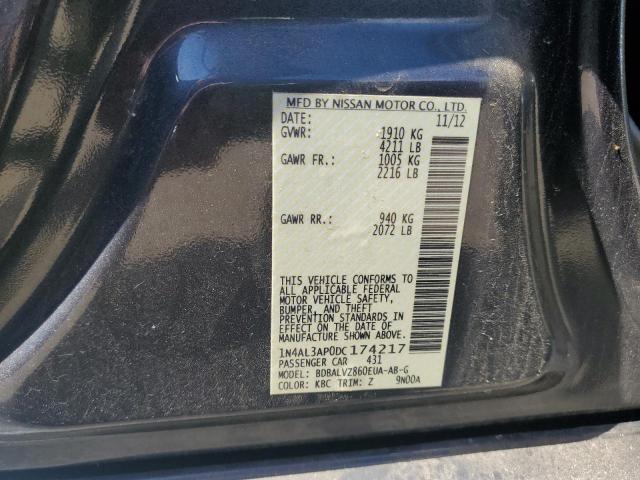 MFD BY NISSAN MOTOR CO., LTD.
DATE: 11/12
GVWR: 1910 KG
4211 LB
GAWR FR.: 1005 KG
2216 LB
GAWR RR.: 940 KG
2072 LB
THIS VEHICLE CONFORMS TO
ALL APPLICABLE FEDERAL
MOTOR VEHICLE SAFETY,
BUMPER, AND THEFT
PREVENTION STANDARDS IN
EFFECT ON THE DATE OF
MANUFACTURE SHOWN ABOVE.
1N4AL3AP0DC174217
PASSENGER CAR 431
MODEL: BDBALVZ860EUA-AB-G
COLOR: KBC TRIM: Z 9N00A